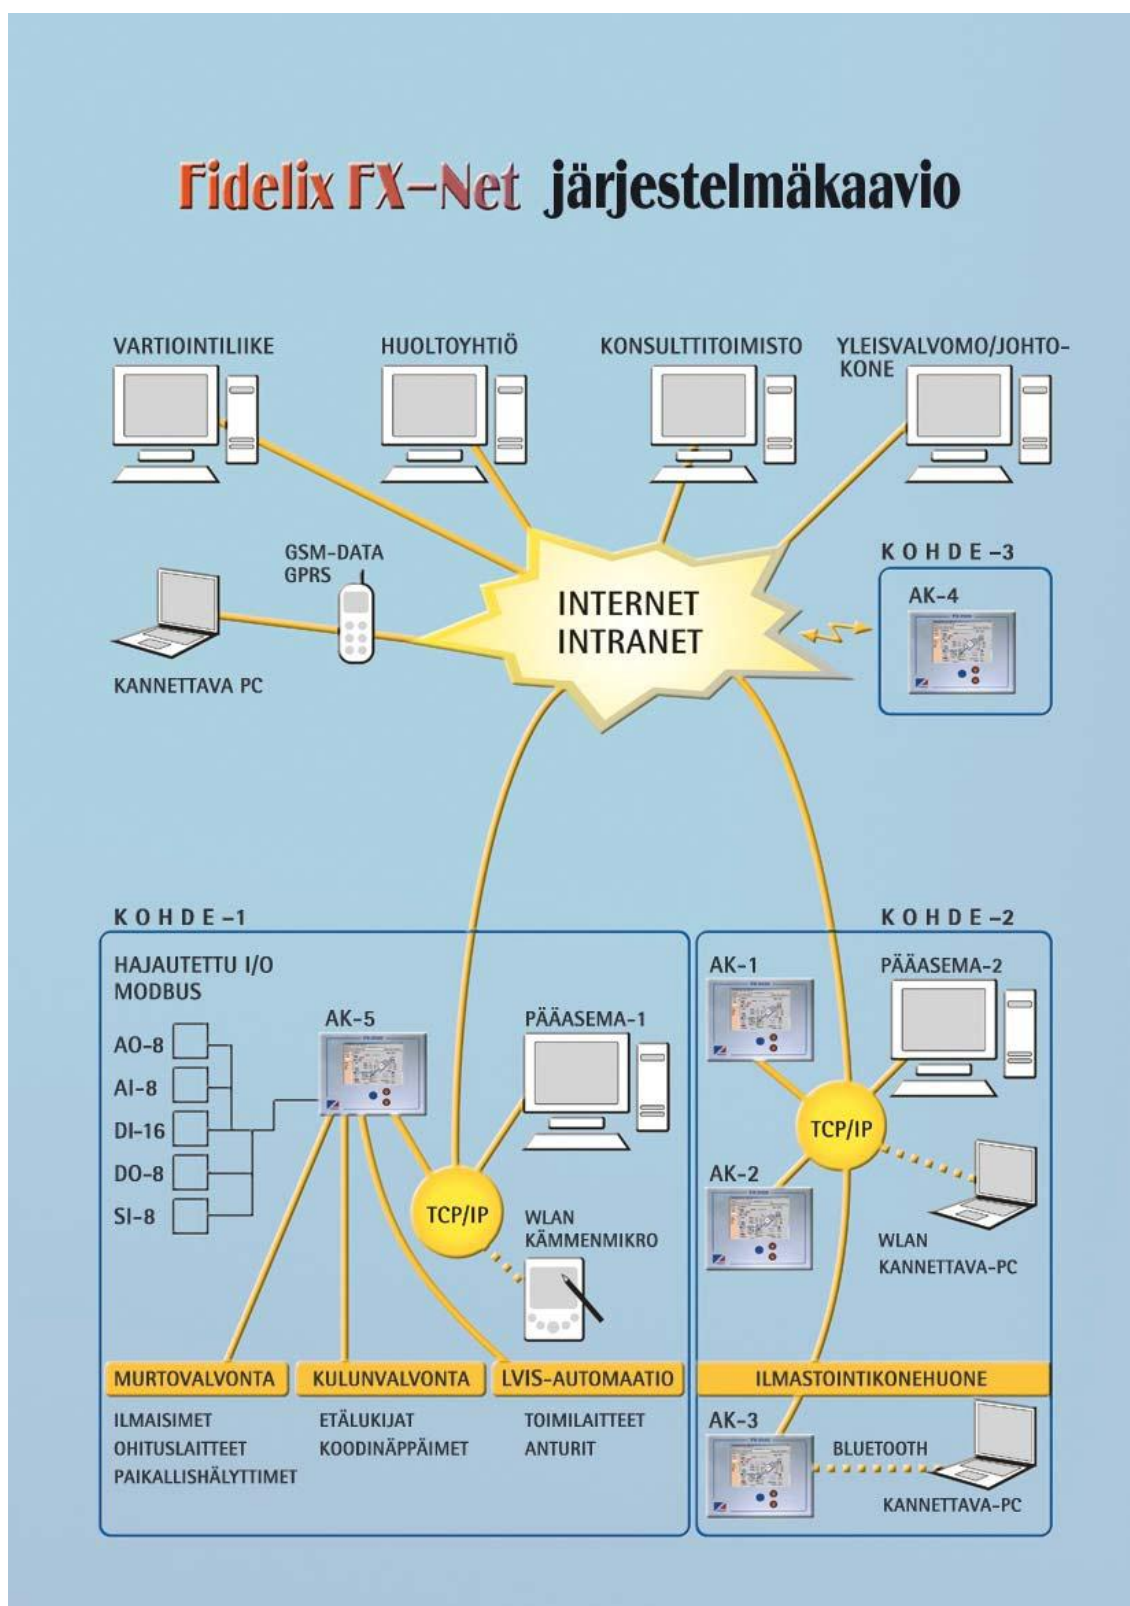 Fidelix FX-Net järjestelmäkaavio
VARTIOINTILIIKE
HUOLTOYHTIÖ
KONSULTTITOIMISTO
YLEISVALVOMO/JOHTO-
KONE
GSM-DATA
GPRS
KANNETTAVA PC
INTERNET
INTRANET
KOHDE-3
AK-4
KOHDE-1
HAJAUTETTU I/O
MODBUS
AO-8
AI-8
DI-16
DO-8
SI-8
AK-5
PÄÄASEMA-1
TCP/IP
WLAN
KÄMMENMIKRO
MURTOVALVONTA
ILMAISIMET
OHITUSLAITTEET
PAIKALLISHÄLYTTIMET
KULUNVALVONTA
ETÄLUKIJAT
KOODINÄPPÄIMET
LVIS-AUTOMAATIO
TOIMILAITTEET
ANTURIT
KOHDE-2
AK-1
PÄÄASEMA-2
TCP/IP
AK-2
WLAN
KANNETTAVA-PC
ILMASTOINTIKONEHUONE
AK-3
BLUETOOTH
KANNETTAVA-PC